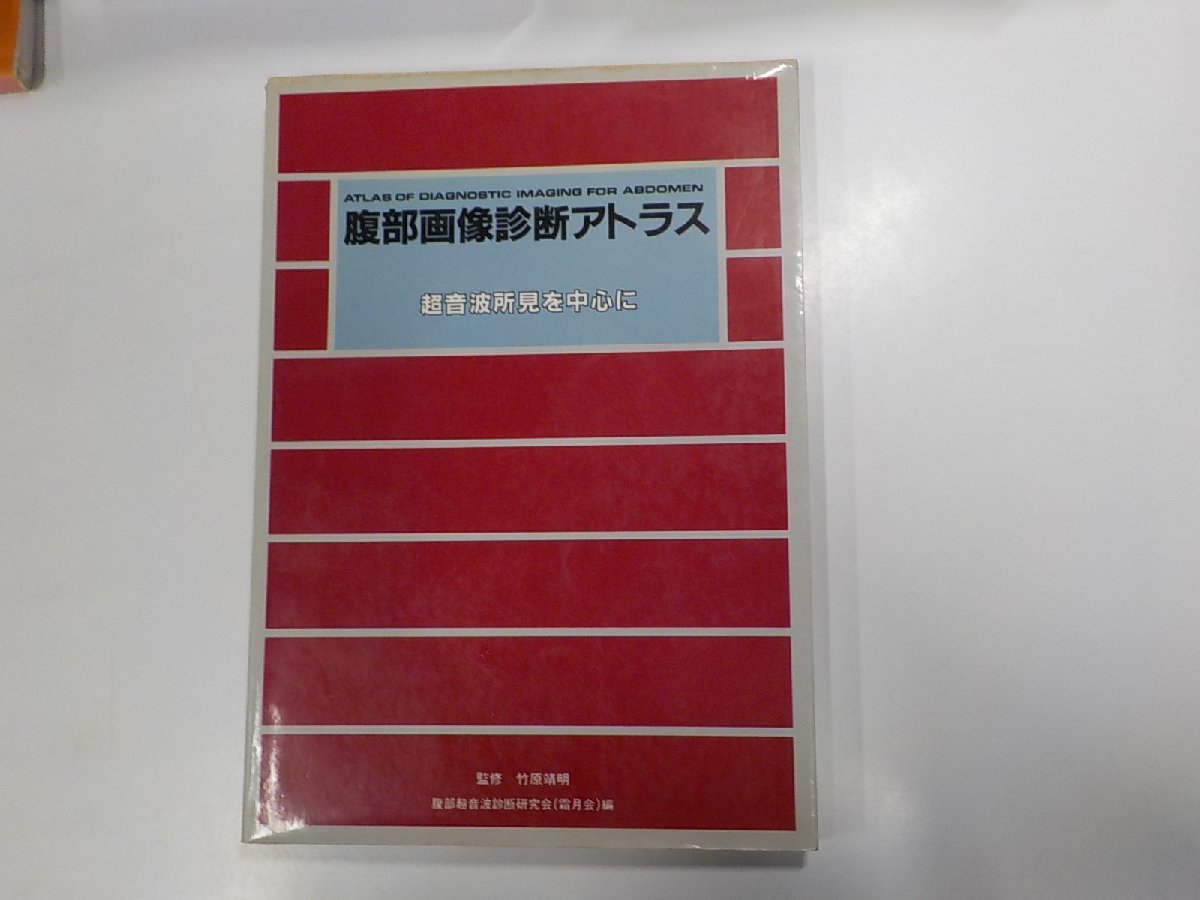 ATLAS OF DIAGNOSTIC IMAGING FOR ABDOMEN
腹部画像診断アトラス
超音波所見を中心に
監修 竹原靖明
腹部超音波診断研究会(霜月会)編